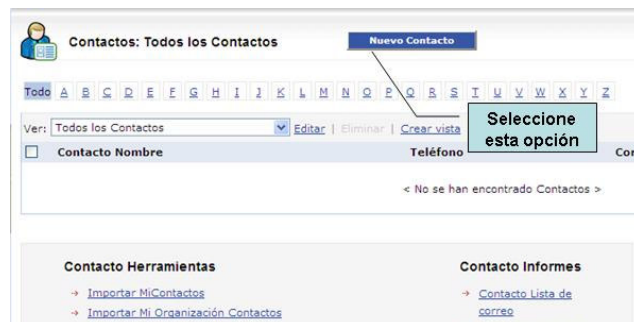 Contactos: Todos los Contactos
Nuevo Contacto
Todo A B C D E F G H I J K L M N O P Q R S T U V W X Y Z
Ver: Todos los Contactos Editar | Eliminar | Crear vista
Seleccione
esta opción
Contacto Nombre Teléfono Cor
< No se han encontrado Contactos >
Contacto Herramientas Contacto Informes
→ Importar MiContactos → Contacto Lista de
→ Importar Mi Organización Contactos correo